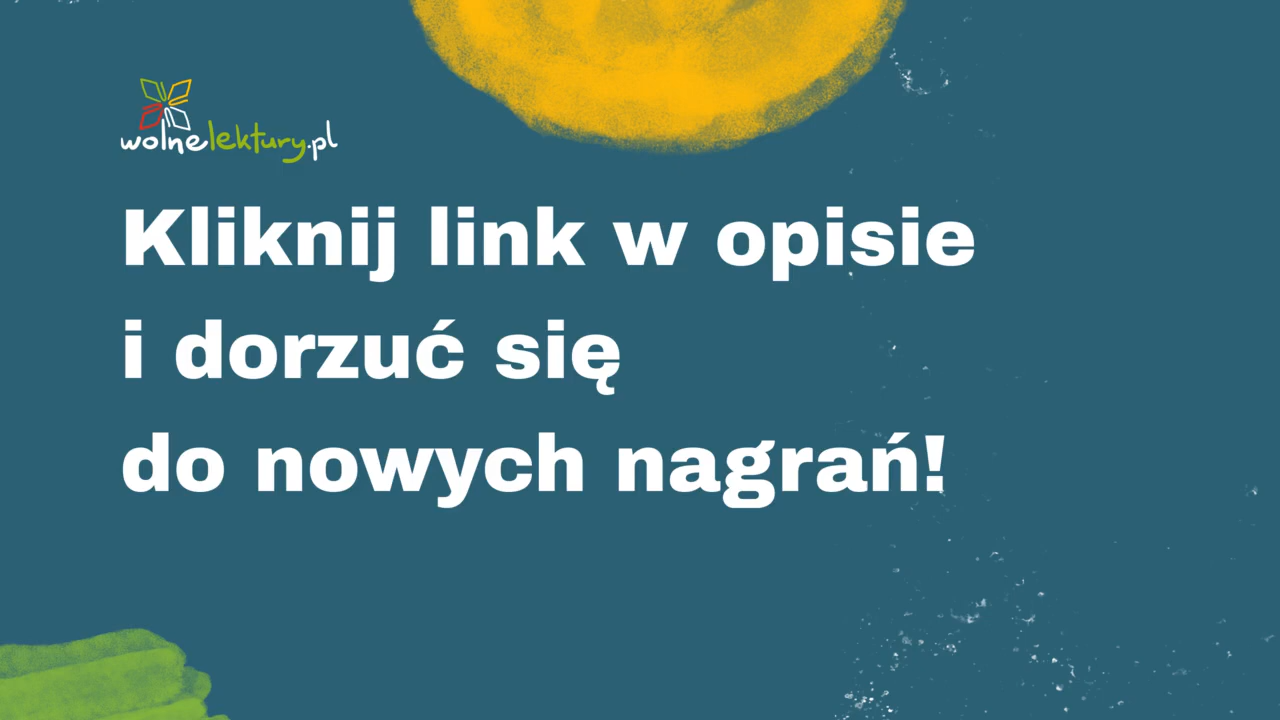 wolnelektury.pl
Kliknij link w opisie
i dorzuć się
do nowych nagrań!